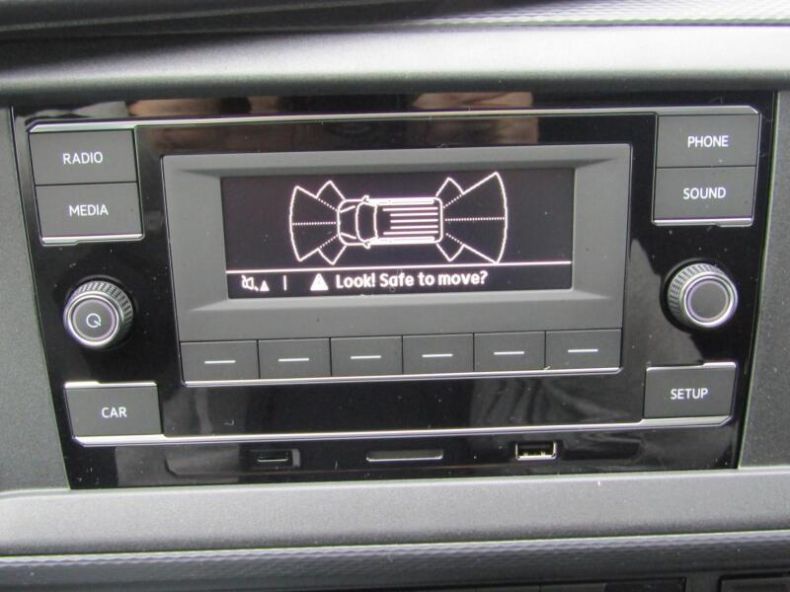 RADIO
MEDIA
PHONE
SOUND
Look! Safe to move?
CAR
SETUP